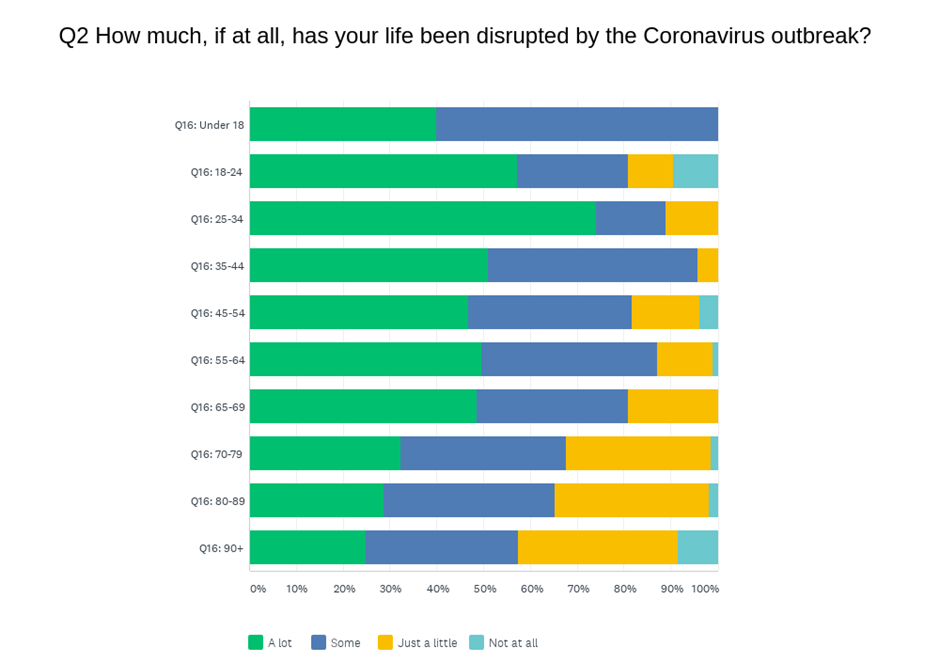 Q2 How much, if at all, has your life been disrupted by the Coronavirus outbreak?
Q16: Under 18
Q16: 18-24
Q16: 25-34
Q16: 35-44
Q16: 45-54
Q16: 55-64
Q16: 65-69
Q16: 70-79
Q16: 80-89
Q16: 90+
0% 10% 20% 30% 40% 50% 60% 70% 80% 90% 100%
A lot Some Just a little Not at all